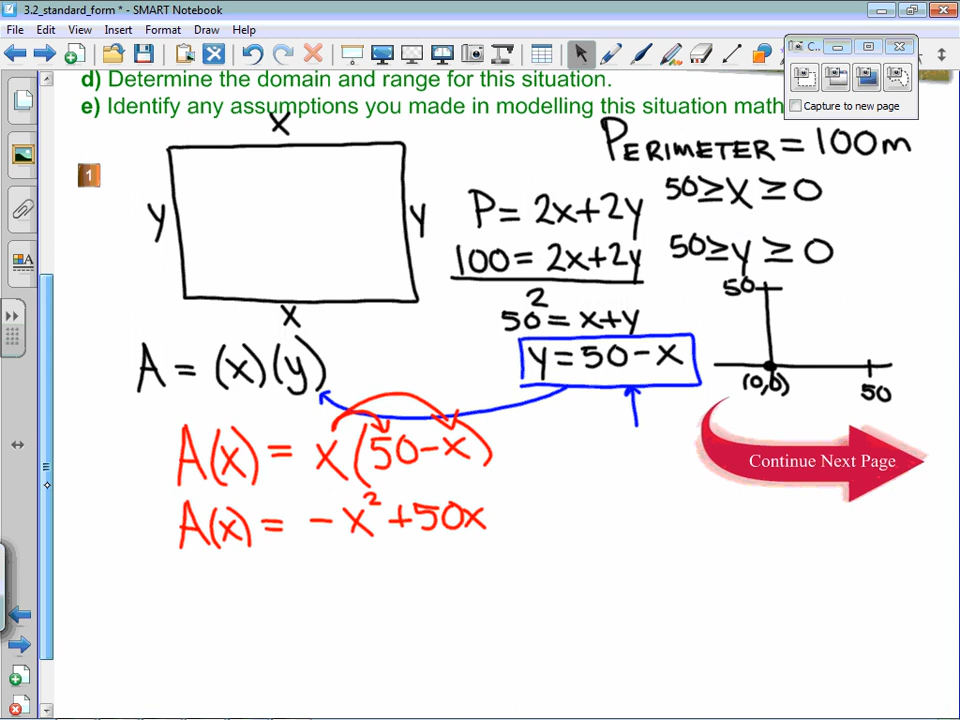 3.2_standard_form * - SMART Notebook
File Edit View Insert Format Draw Help
C..
Capture to new page
d) Determine the domain and range for this situation.
e) Identify any assumptions you made in modelling this situation math
1
x
y
y
x
PERIMETER = 100m
P = 2x+2y
100 = 2x+2y
2
50 = x+y
y = 50 - x
50 ≥ x ≥ 0
50 ≥ y ≥ 0
50
(0,0)
50
A = (x)(y)
A(x) = x(50-x)
A(x) = -x² +50x
Continue Next Page